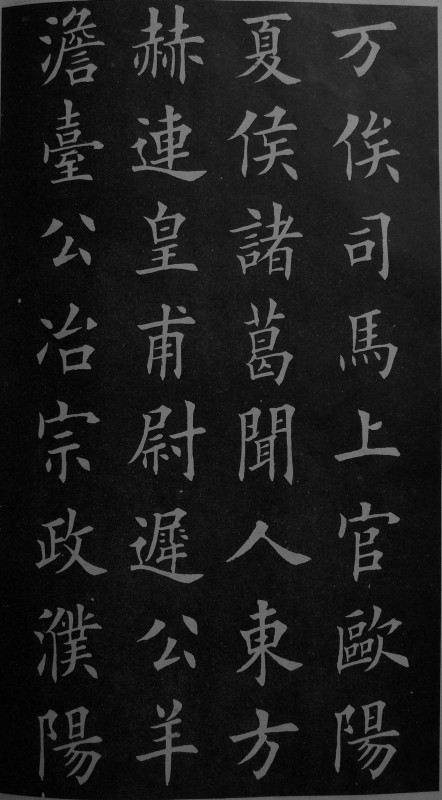 万俟司馬上官歐陽
夏侯諸葛聞人東方
赫連皇甫尉遲公羊
澹臺公冶宗政濮陽